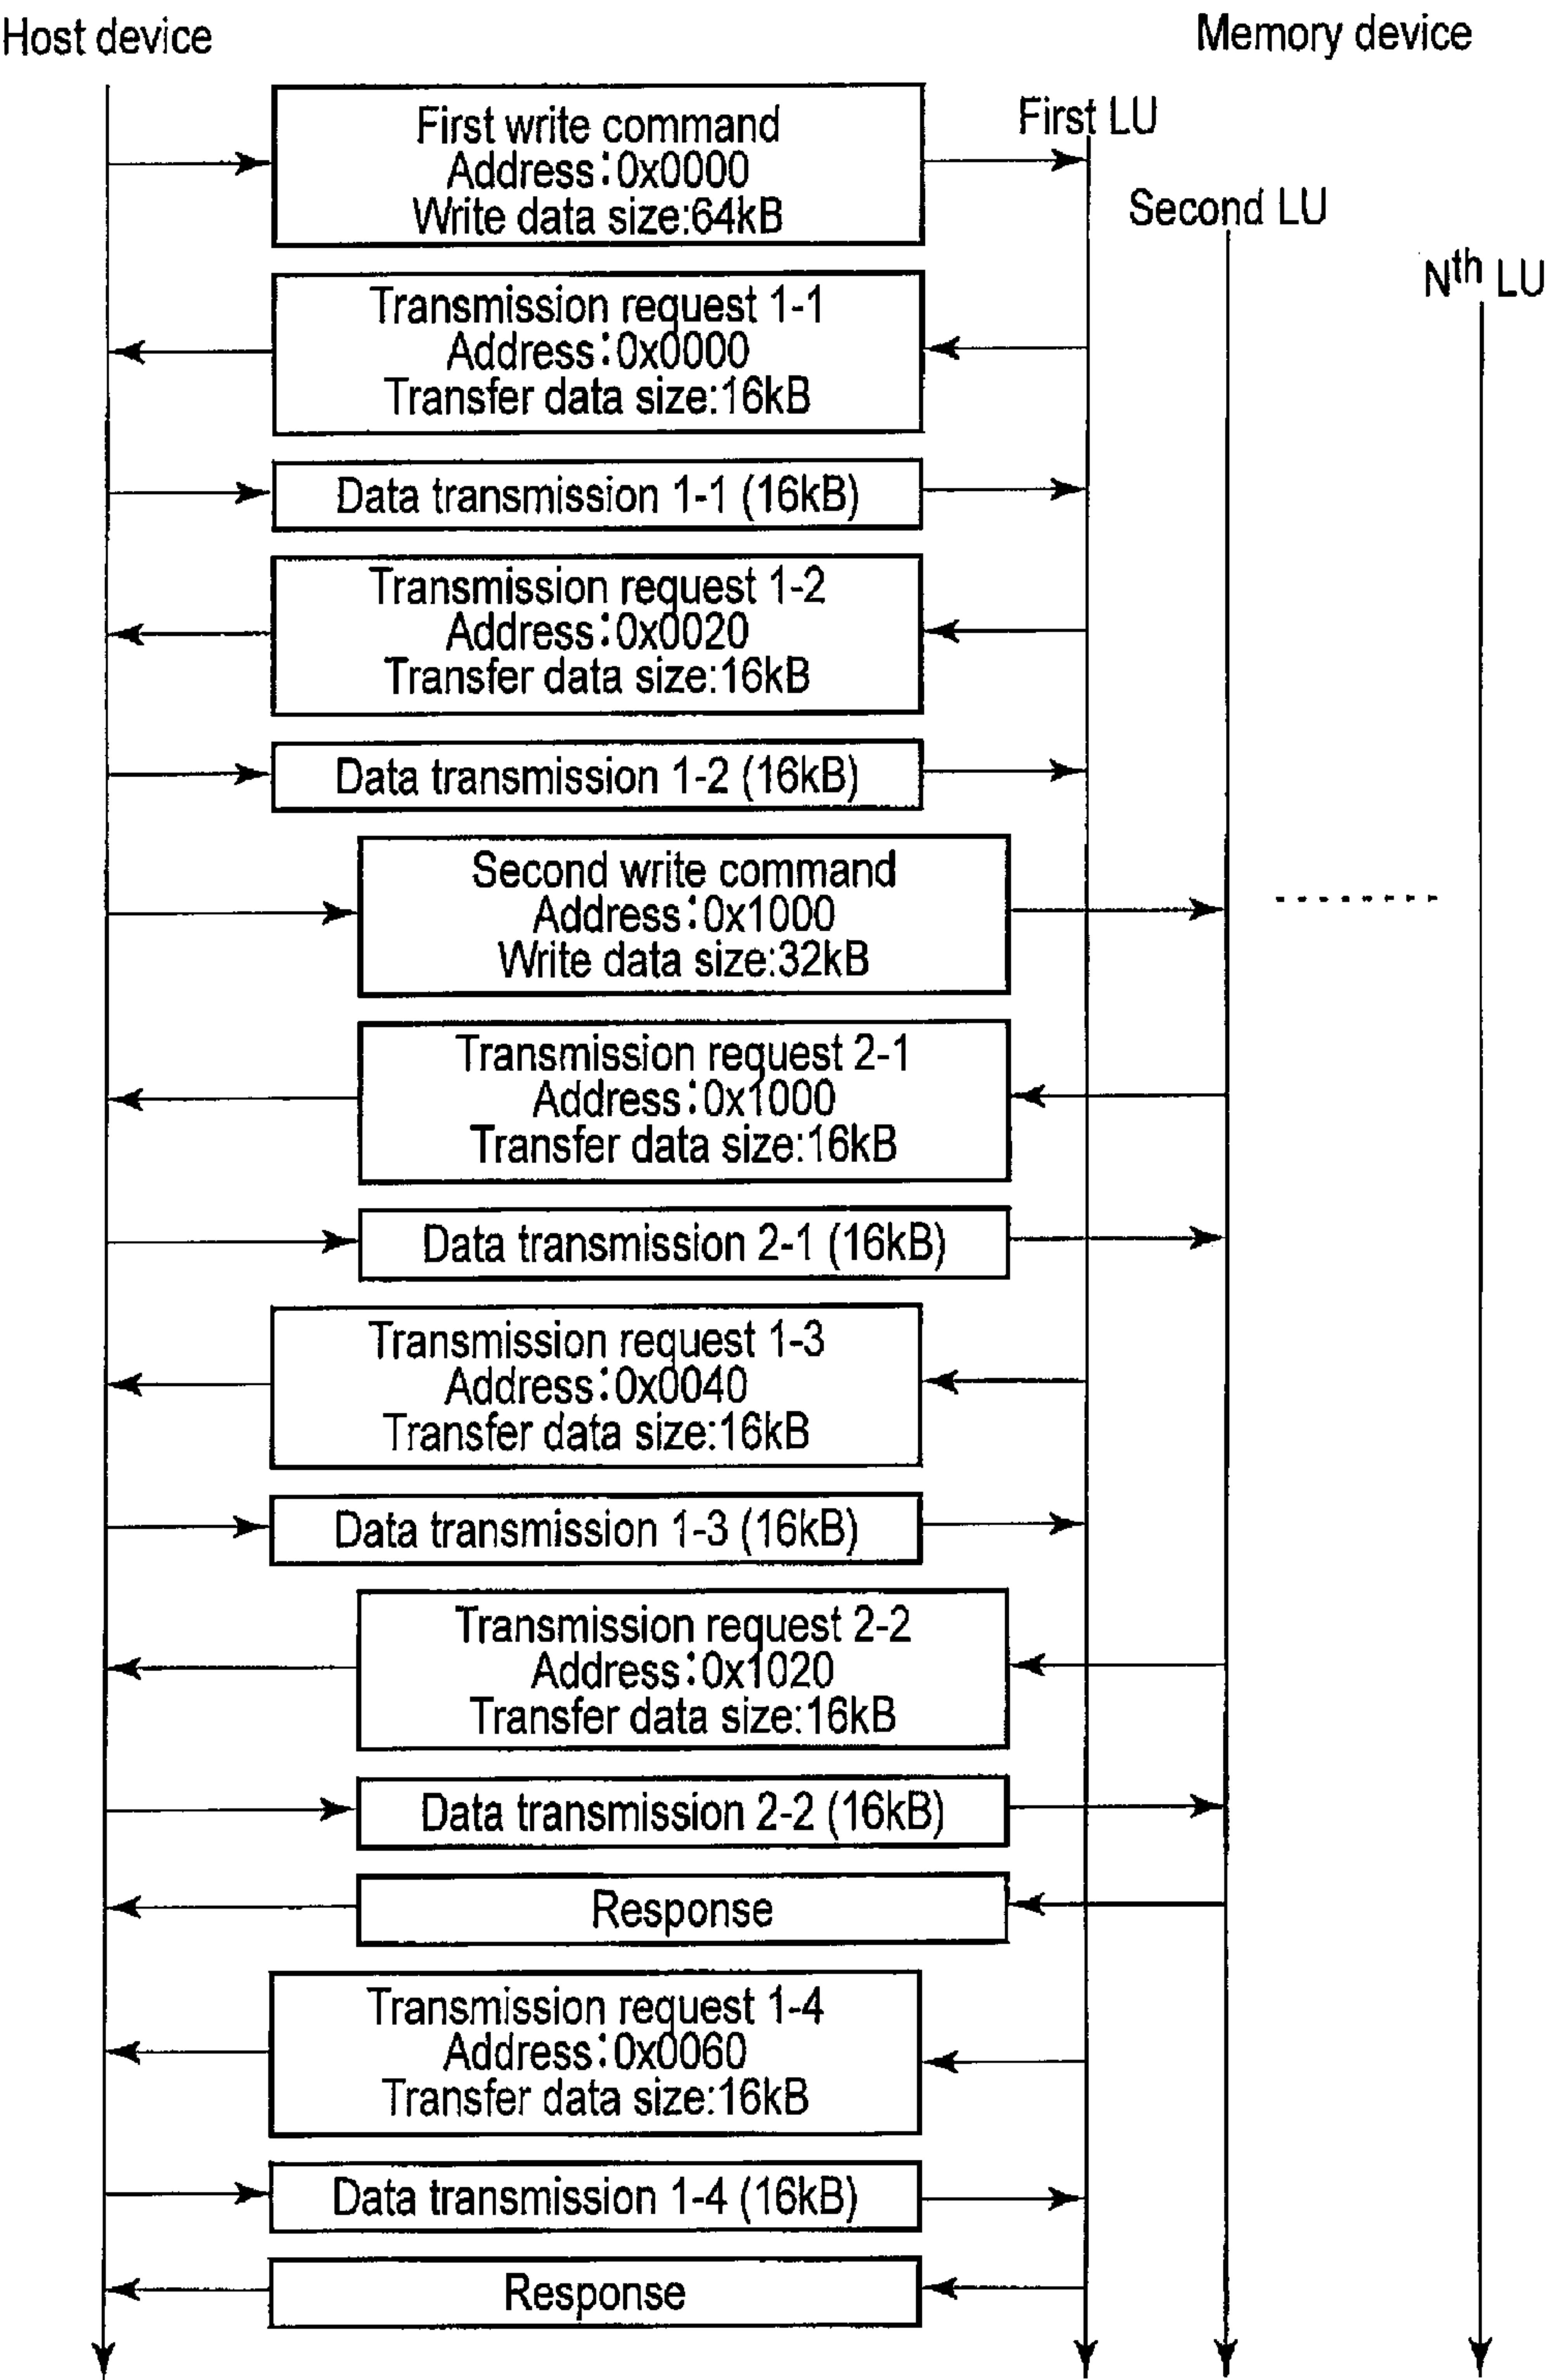 Host device
Memory device
First LU
Second LU
Nth LU
First write command
Address:0x0000
Write data size:64kB
Transmission request 1-1
Address:0x0000
Transfer data size:16kB
Data transmission 1-1 (16kB)
Transmission request 1-2
Address:0x0020
Transfer data size:16kB
Data transmission 1-2 (16kB)
Second write command
Address:0x1000
Write data size:32kB
Transmission request 2-1
Address:0x1000
Transfer data size:16kB
Data transmission 2-1 (16kB)
Transmission request 1-3
Address:0x0040
Transfer data size:16kB
Data transmission 1-3 (16kB)
Transmission request 2-2
Address:0x1020
Transfer data size:16kB
Data transmission 2-2 (16kB)
Response
Transmission request 1-4
Address:0x0060
Transfer data size:16kB
Data transmission 1-4 (16kB)
Response